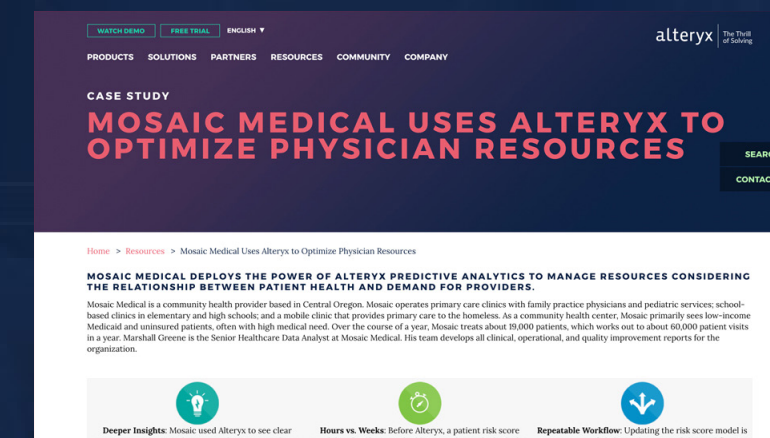 WATCH DEMO FREE TRIAL ENGLISH ▼
alteryx The Thrill
of Solving
PRODUCTS SOLUTIONS PARTNERS RESOURCES COMMUNITY COMPANY
CASE STUDY
MOSAIC MEDICAL USES ALTERYX TO
OPTIMIZE PHYSICIAN RESOURCES
SEARC
CONTAC
Home > Resources > Mosaic Medical Uses Alteryx to Optimize Physician Resources
MOSAIC MEDICAL DEPLOYS THE POWER OF ALTERYX PREDICTIVE ANALYTICS TO MANAGE RESOURCES CONSIDERING
THE RELATIONSHIP BETWEEN PATIENT HEALTH AND DEMAND FOR PROVIDERS.
Mosaic Medical is a community health provider based in Central Oregon. Mosaic operates primary care clinics with family practice physicians and pediatric services; school-
based clinics in elementary and high schools; and a mobile clinic that provides primary care to the homeless. As a community health center, Mosaic primarily sees low-income
Medicaid and uninsured patients, often with high medical need. Over the course of a year, Mosaic treats about 19,000 patients, which works out to about 60,000 patient visits
in a year. Marshall Greene is the Senior Healthcare Data Analyst at Mosaic Medical. His team develops all clinical, operational, and quality improvement reports for the
organization.
Deeper Insights: Mosaic used Alteryx to see clear
Hours vs. Weeks: Before Alteryx, a patient risk score
Repeatable Workflow: Updating the risk score model is